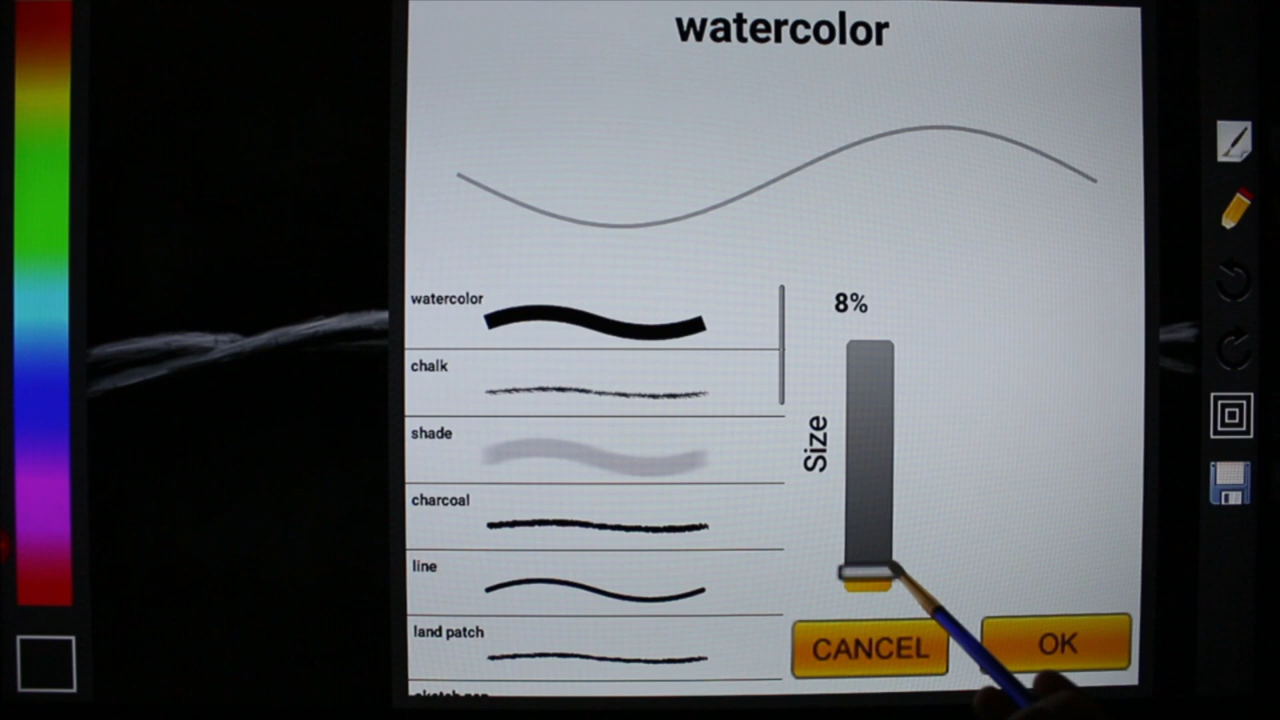 watercolor
watercolor
8%
chalk
shade
Size
charcoal
line
land patch
CANCEL
OK